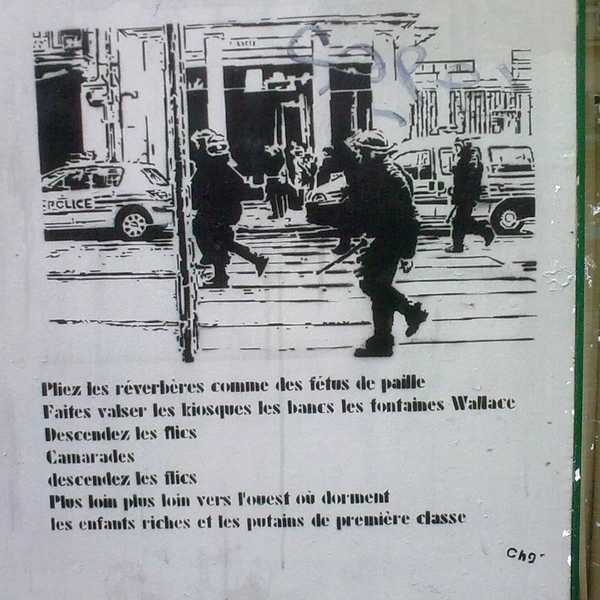 POLICE
Pliez les réverbères comme des fétus de paille
Faites valser les kiosques les bancs les fontaines Wallace
Descendez les flics
Camarades
descendez les flics
Plus loin plus loin vers l'ouest où dorment
les enfants riches et les putains de première classe